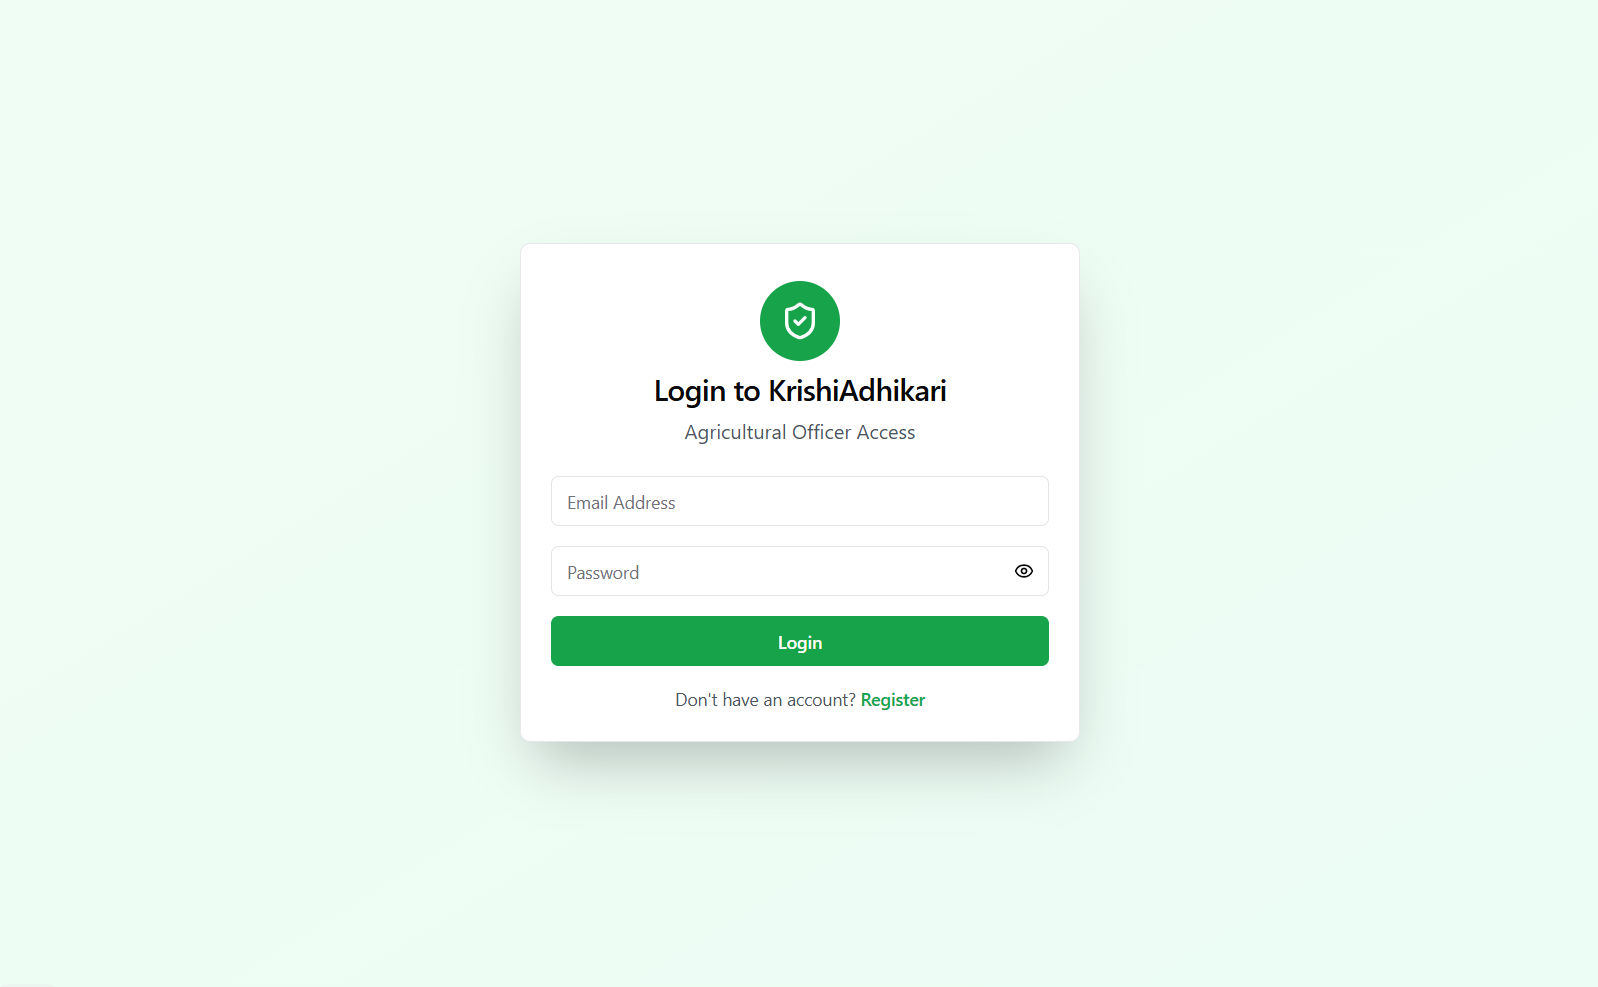 Login to KrishiAdhikari
Agricultural Officer Access
Email Address
Password
Login
Don't have an account? Register